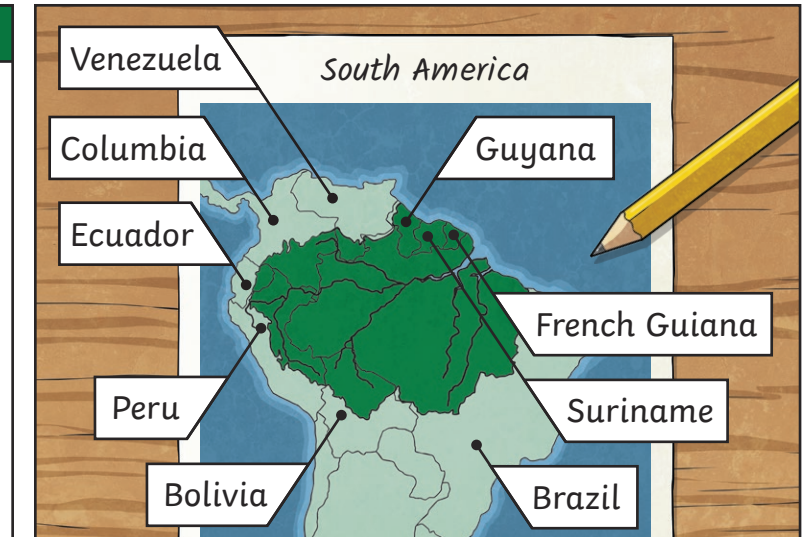 South America
Venezuela
Columbia
Guyana
Ecuador
French Guiana
Peru
Suriname
Bolivia
Brazil